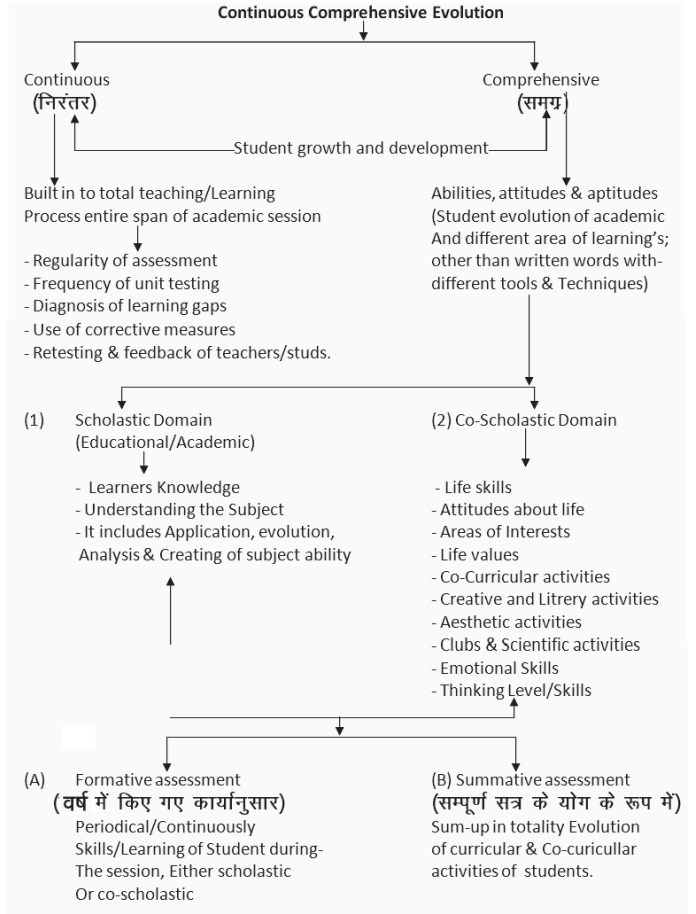 Continuous Comprehensive Evolution
Continuous
(निरंतर)
Comprehensive
(समग्र)
Student growth and development
Built in to total teaching/Learning
Process entire span of academic session
- Regularity of assessment
- Frequency of unit testing
- Diagnosis of learning gaps
- Use of corrective measures
- Retesting & feedback of teachers/studs.
Abilities, attitudes & aptitudes
(Student evolution of academic
And different area of learning's;
other than written words with-
different tools & Techniques)
(1) Scholastic Domain
(Educational/Academic)
- Learners Knowledge
- Understanding the Subject
- It includes Application, evolution,
Analysis & Creating of subject ability
(2) Co-Scholastic Domain
- Life skills
- Attitudes about life
- Areas of Interests
- Life values
- Co-Curricular activities
- Creative and Litrery activities
- Aesthetic activities
- Clubs & Scientific activities
- Emotional Skills
- Thinking Level/Skills
(A) Formative assessment
(वर्ष में किए गए कार्यानुसार)
Periodical/Continuously
Skills/Learning of Student during-
The session, Either scholastic
Or co-scholastic
(B) Summative assessment
(सम्पूर्ण सत्र के योग के रूप में)
Sum-up in totality Evolution
of curricular & Co-curicullar
activities of students.